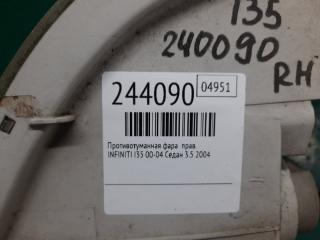 I35
240090
RH
244090
04951
Противотуманная фара прав.
INFINITI I35 00-04 Седан 3.5 2004